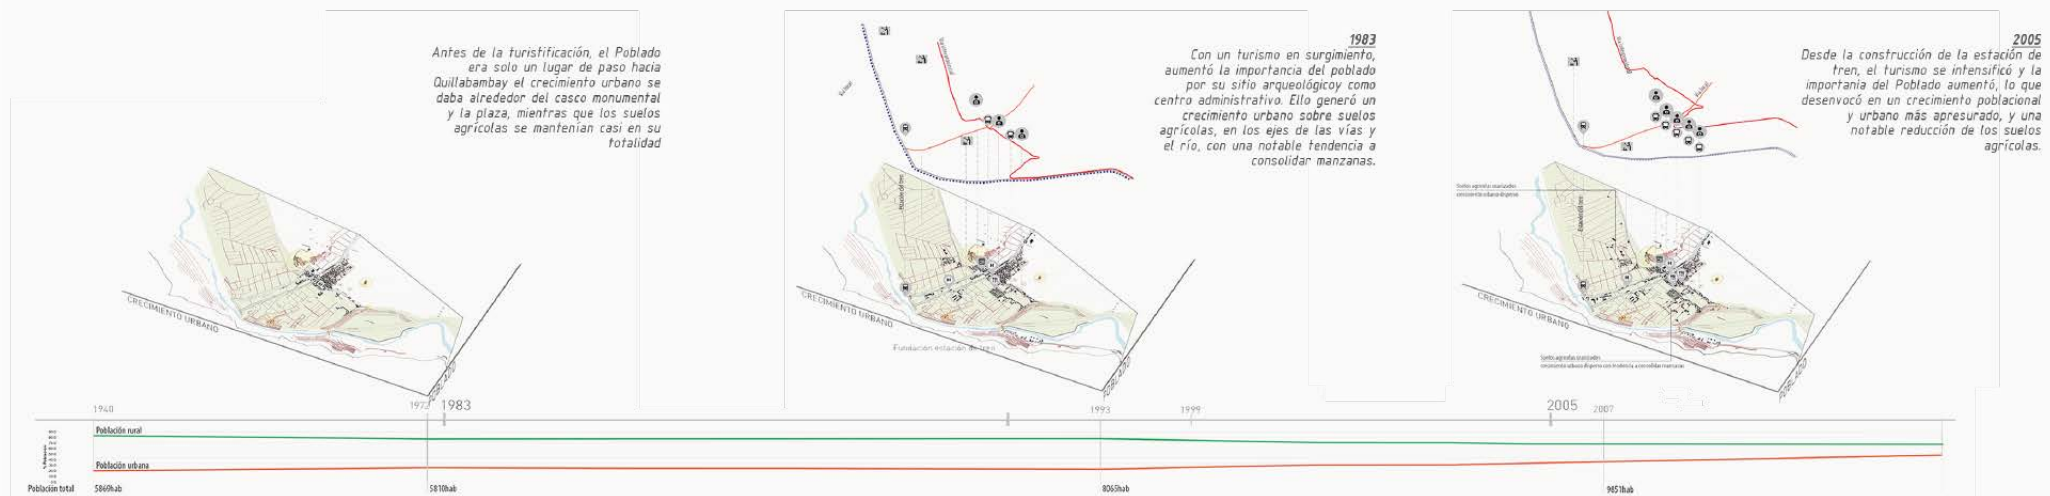 Antes de la turistificación, el Poblado
era solo un lugar de paso hacia
Quillabambay el crecimiento urbano se
daba alrededor del casco monumental
y la plaza, mientras que los suelos
agrícolas se mantenían casi en su
totalidad
CRECIMIENTO URBANO
POBLADO
1983
Con un turismo en surgimiento,
aumentó la importancia del poblado
por su sitio arqueológicoy como
centro administrativo. Ello generó un
crecimiento urbano sobre suelos
agrícolas, en los ejes de las vías y
el río, con una notable tendencia a
consolidar manzanas.
CRECIMIENTO URBANO
Fundación estación de tren
POBLADO
2005
Desde la construcción de la estación de
tren, el turismo se intensificó y la
importania del Poblado aumentó, lo que
desenvocó en un crecimiento poblacional
y urbano más apresurado, y una
notable reducción de los suelos
agrícolas.
CRECIMIENTO URBANO
POBLADO
1940
1972
1983
1993
1999
2005
2007
Población rural
Población urbana
Población total
5869hab
5810hab
8065hab
9851hab